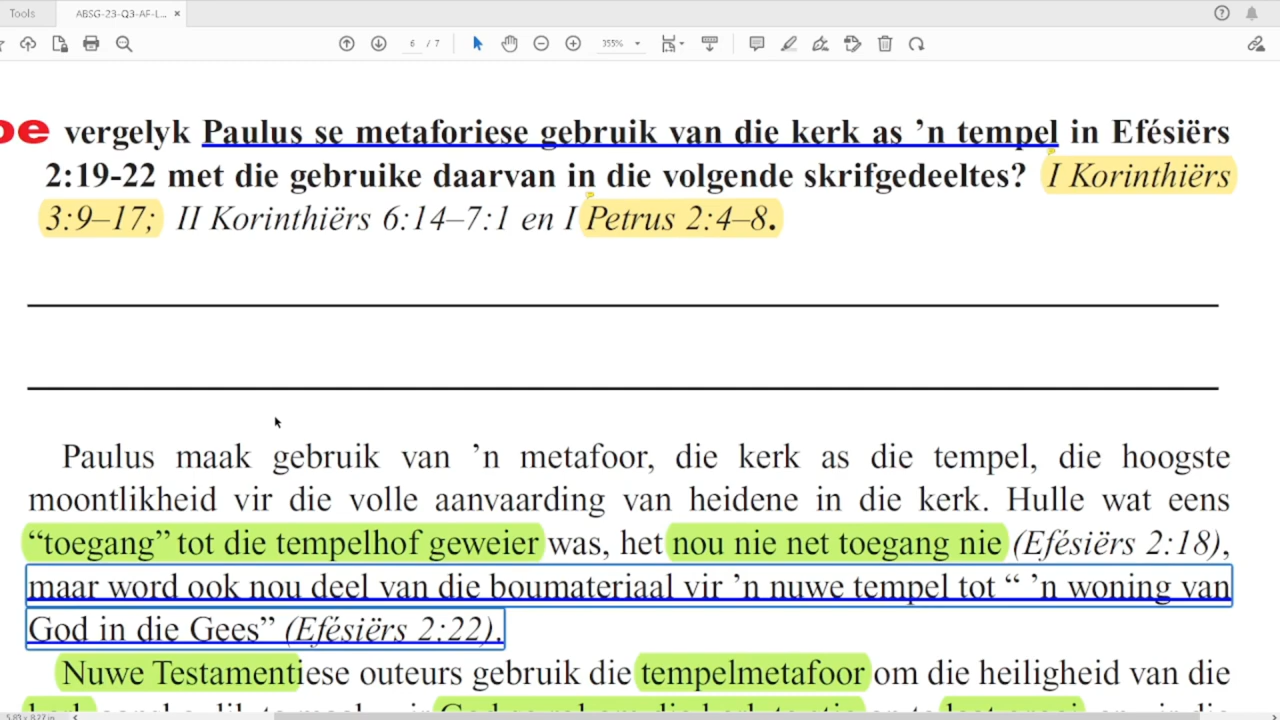 Tools
ABSG-23-Q3-AF-L... ×
6 / 7
355%
vergelyk Paulus se metaforiese gebruik van die kerk as ’n tempel in Efésiërs
2:19-22 met die gebruike daarvan in die volgende skrifgedeeltes? I Korinthiërs
3:9–17; II Korinthiërs 6:14–7:1 en I Petrus 2:4–8.
Paulus maak gebruik van ’n metafoor, die kerk as die tempel, die hoogste
moontlikheid vir die volle aanvaarding van heidene in die kerk. Hulle wat eens
“toegang” tot die tempelhof geweier was, het nou nie net toegang nie (Efésiërs 2:18),
maar word ook nou deel van die boumateriaal vir ’n nuwe tempel tot “ ’n woning van
God in die Gees” (Efésiërs 2:22).
Nuwe Testamentiese outeurs gebruik die tempelmetafoor om die heiligheid van die